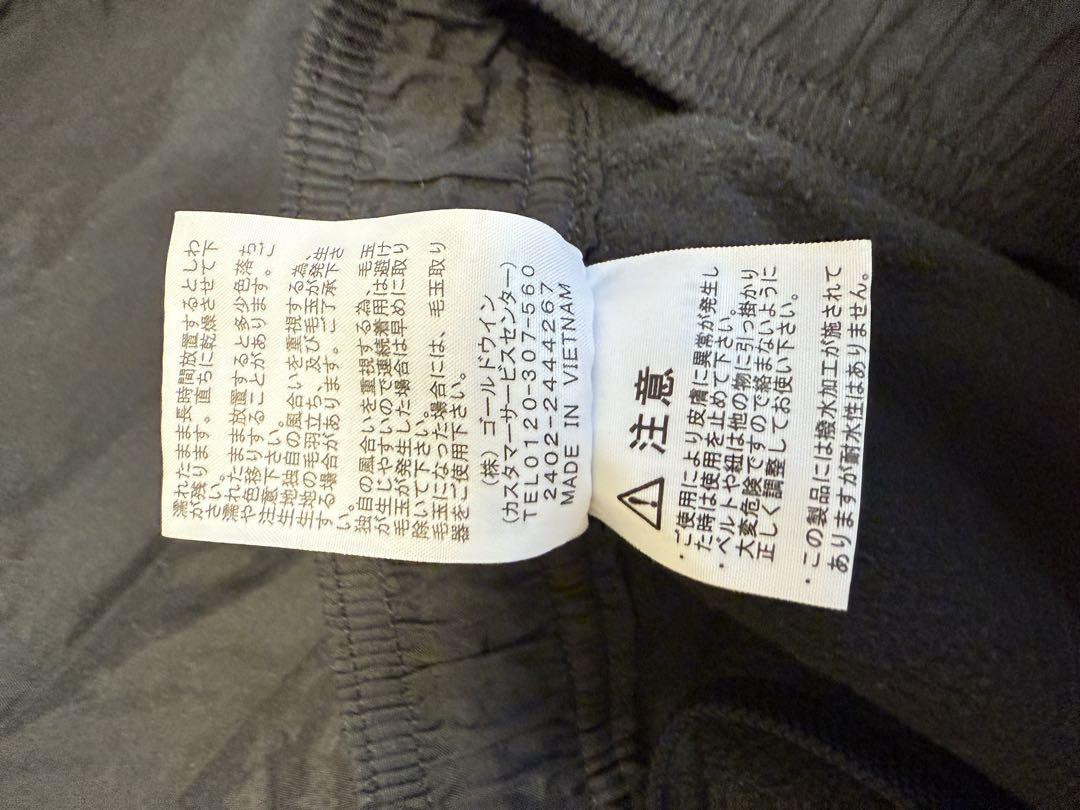 濡れたまま長時間放置するとしわ
が残ります。直ちに乾燥させて下
さい。
濡れたまま放置すると多少色落ち
や色移りすることがあります。ご
注意下さい。
生地独自の風合いを重視する為、
生地の毛羽立ち、及び毛玉が発生
する場合があります。ご了承下さ
い。
独自の風合いを重視する為、毛玉
が生じやすいので連続着用は避け
毛玉が発生した場合は早めに取り
除いて下さい。
毛玉になった場合には、毛玉取り
器をご使用下さい。
(株) ゴールドウイン
(カスタマーサービスセンター)
TEL0120-307-560
2402-2444267
MADE IN VIETNAM
注意
・ご使用により皮膚に異常が発生し
た時は使用を止めて下さい。
・ベルトや紐は他の物に引っ掛かり
大変危険ですので絡まないように
正しく調整してお使い下さい。
・この製品には撥水加工が施されて
ありますが耐水性はありません。